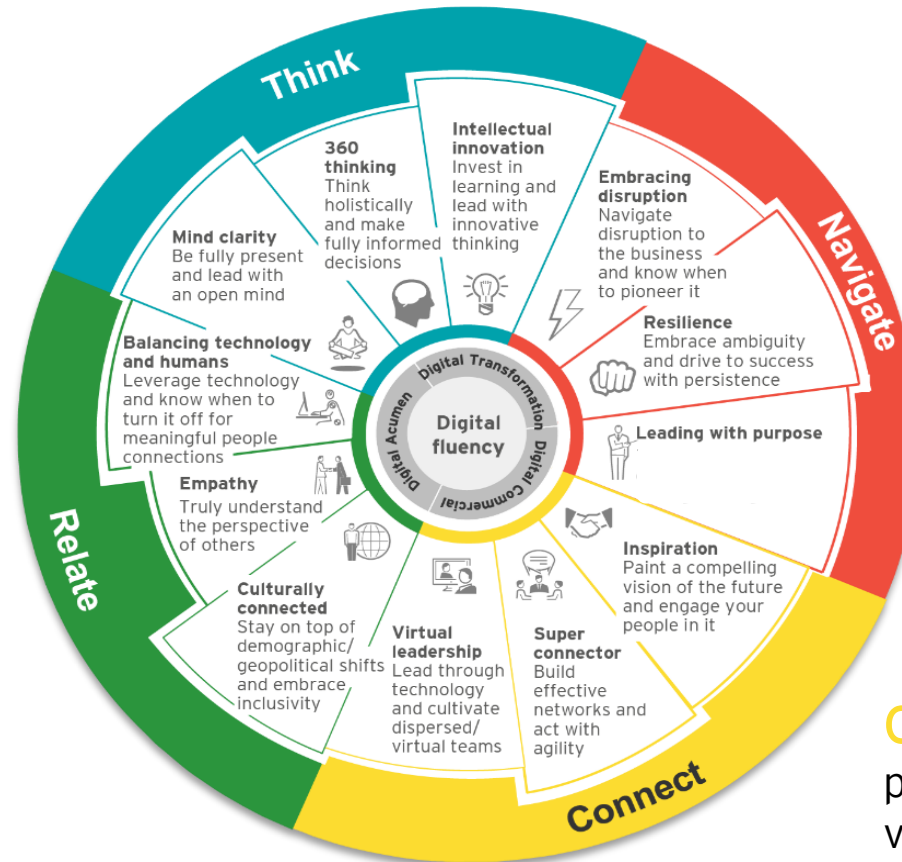 Think
Navigate
Connect
Relate
Intellectual
innovation
Invest in
learning and
lead with
innovative
thinking
360
thinking
Think
holistically
and make
fully informed
decisions
Mind clarity
Be fully present
and lead with
an open mind
Embracing
disruption
Navigate
disruption to
the business
and know when
to pioneer it
Resilience
Embrace ambiguity
and drive to success
with persistence
Leading with purpose
Inspiration
Paint a compelling
vision of the future
and engage your
people in it
Super
connector
Build
effective
networks and
act with
agility
Virtual
leadership
Lead through
technology
and cultivate
dispersed/
virtual teams
Culturally
connected
Stay on top of
demographic/
geopolitical shifts
and embrace
inclusivity
Empathy
Truly understand
the perspective
of others
Balancing technology
and humans
Leverage technology
and know when to
turn it off for
meaningful people
connections
Digital Transformation
Digital Commercial
Digital Acumen
Digital
fluency